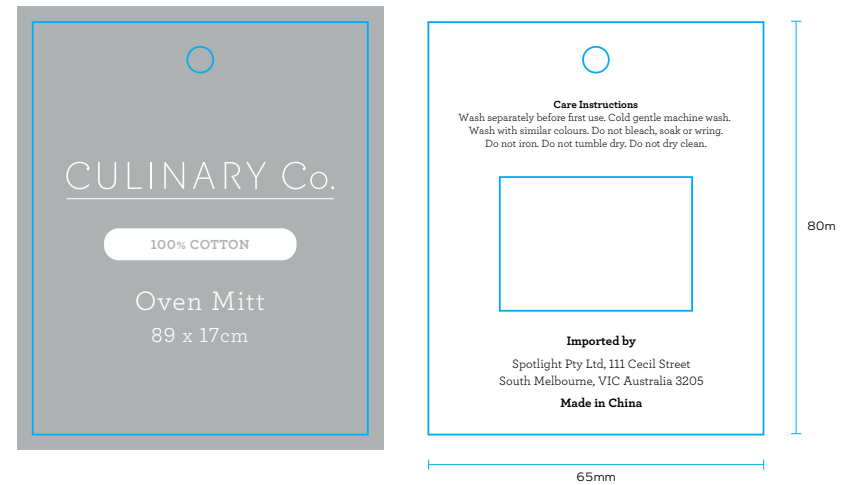 CULINARY Co.
100% COTTON
Oven Mitt
89 x 17cm
Care Instructions
Wash separately before first use. Cold gentle machine wash.
Wash with similar colours. Do not bleach, soak or wring.
Do not iron. Do not tumble dry. Do not dry clean.
Imported by
Spotlight Pty Ltd, 111 Cecil Street
South Melbourne, VIC Australia 3205
Made in China
80m
65mm